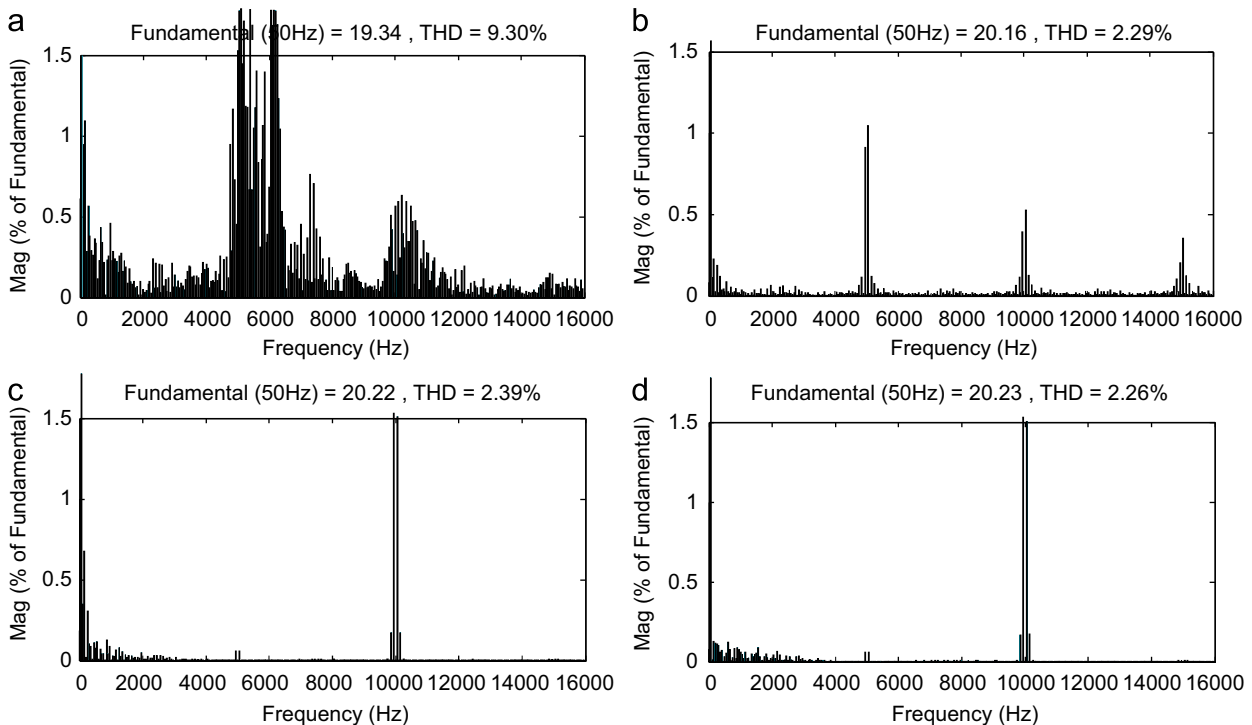 a
Fundamental (50Hz) = 19.34 , THD = 9.30%
1.5
1
0.5
0
Mag (% of Fundamental)
0 2000 4000 6000 8000 10000 12000 14000 16000
Frequency (Hz)
b
Fundamental (50Hz) = 20.16 , THD = 2.29%
1.5
1
0.5
0
Mag (% of Fundamental)
0 2000 4000 6000 8000 10000 12000 14000 16000
Frequency (Hz)
c
Fundamental (50Hz) = 20.22 , THD = 2.39%
1.5
1
0.5
0
Mag (% of Fundamental)
0 2000 4000 6000 8000 10000 12000 14000 16000
Frequency (Hz)
d
Fundamental (50Hz) = 20.23 , THD = 2.26%
1.5
1
0.5
0
Mag (% of Fundamental)
0 2000 4000 6000 8000 10000 12000 14000 16000
Frequency (Hz)